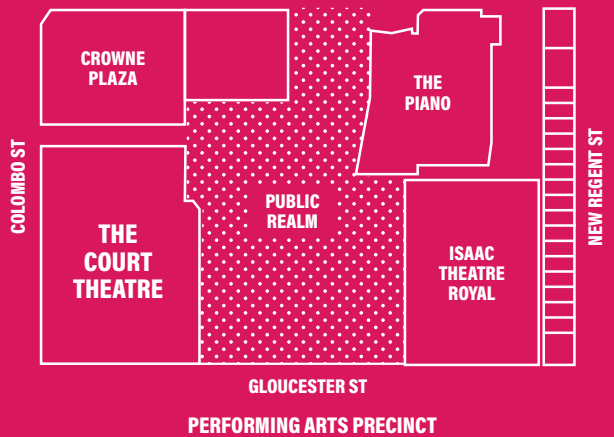 CROWNE
PLAZA
THE
PIANO
COLOMBO ST
THE
COURT
THEATRE
PUBLIC
REALM
ISAAC
THEATRE
ROYAL
NEW REGENT ST
GLOUCESTER ST
PERFORMING ARTS PRECINCT